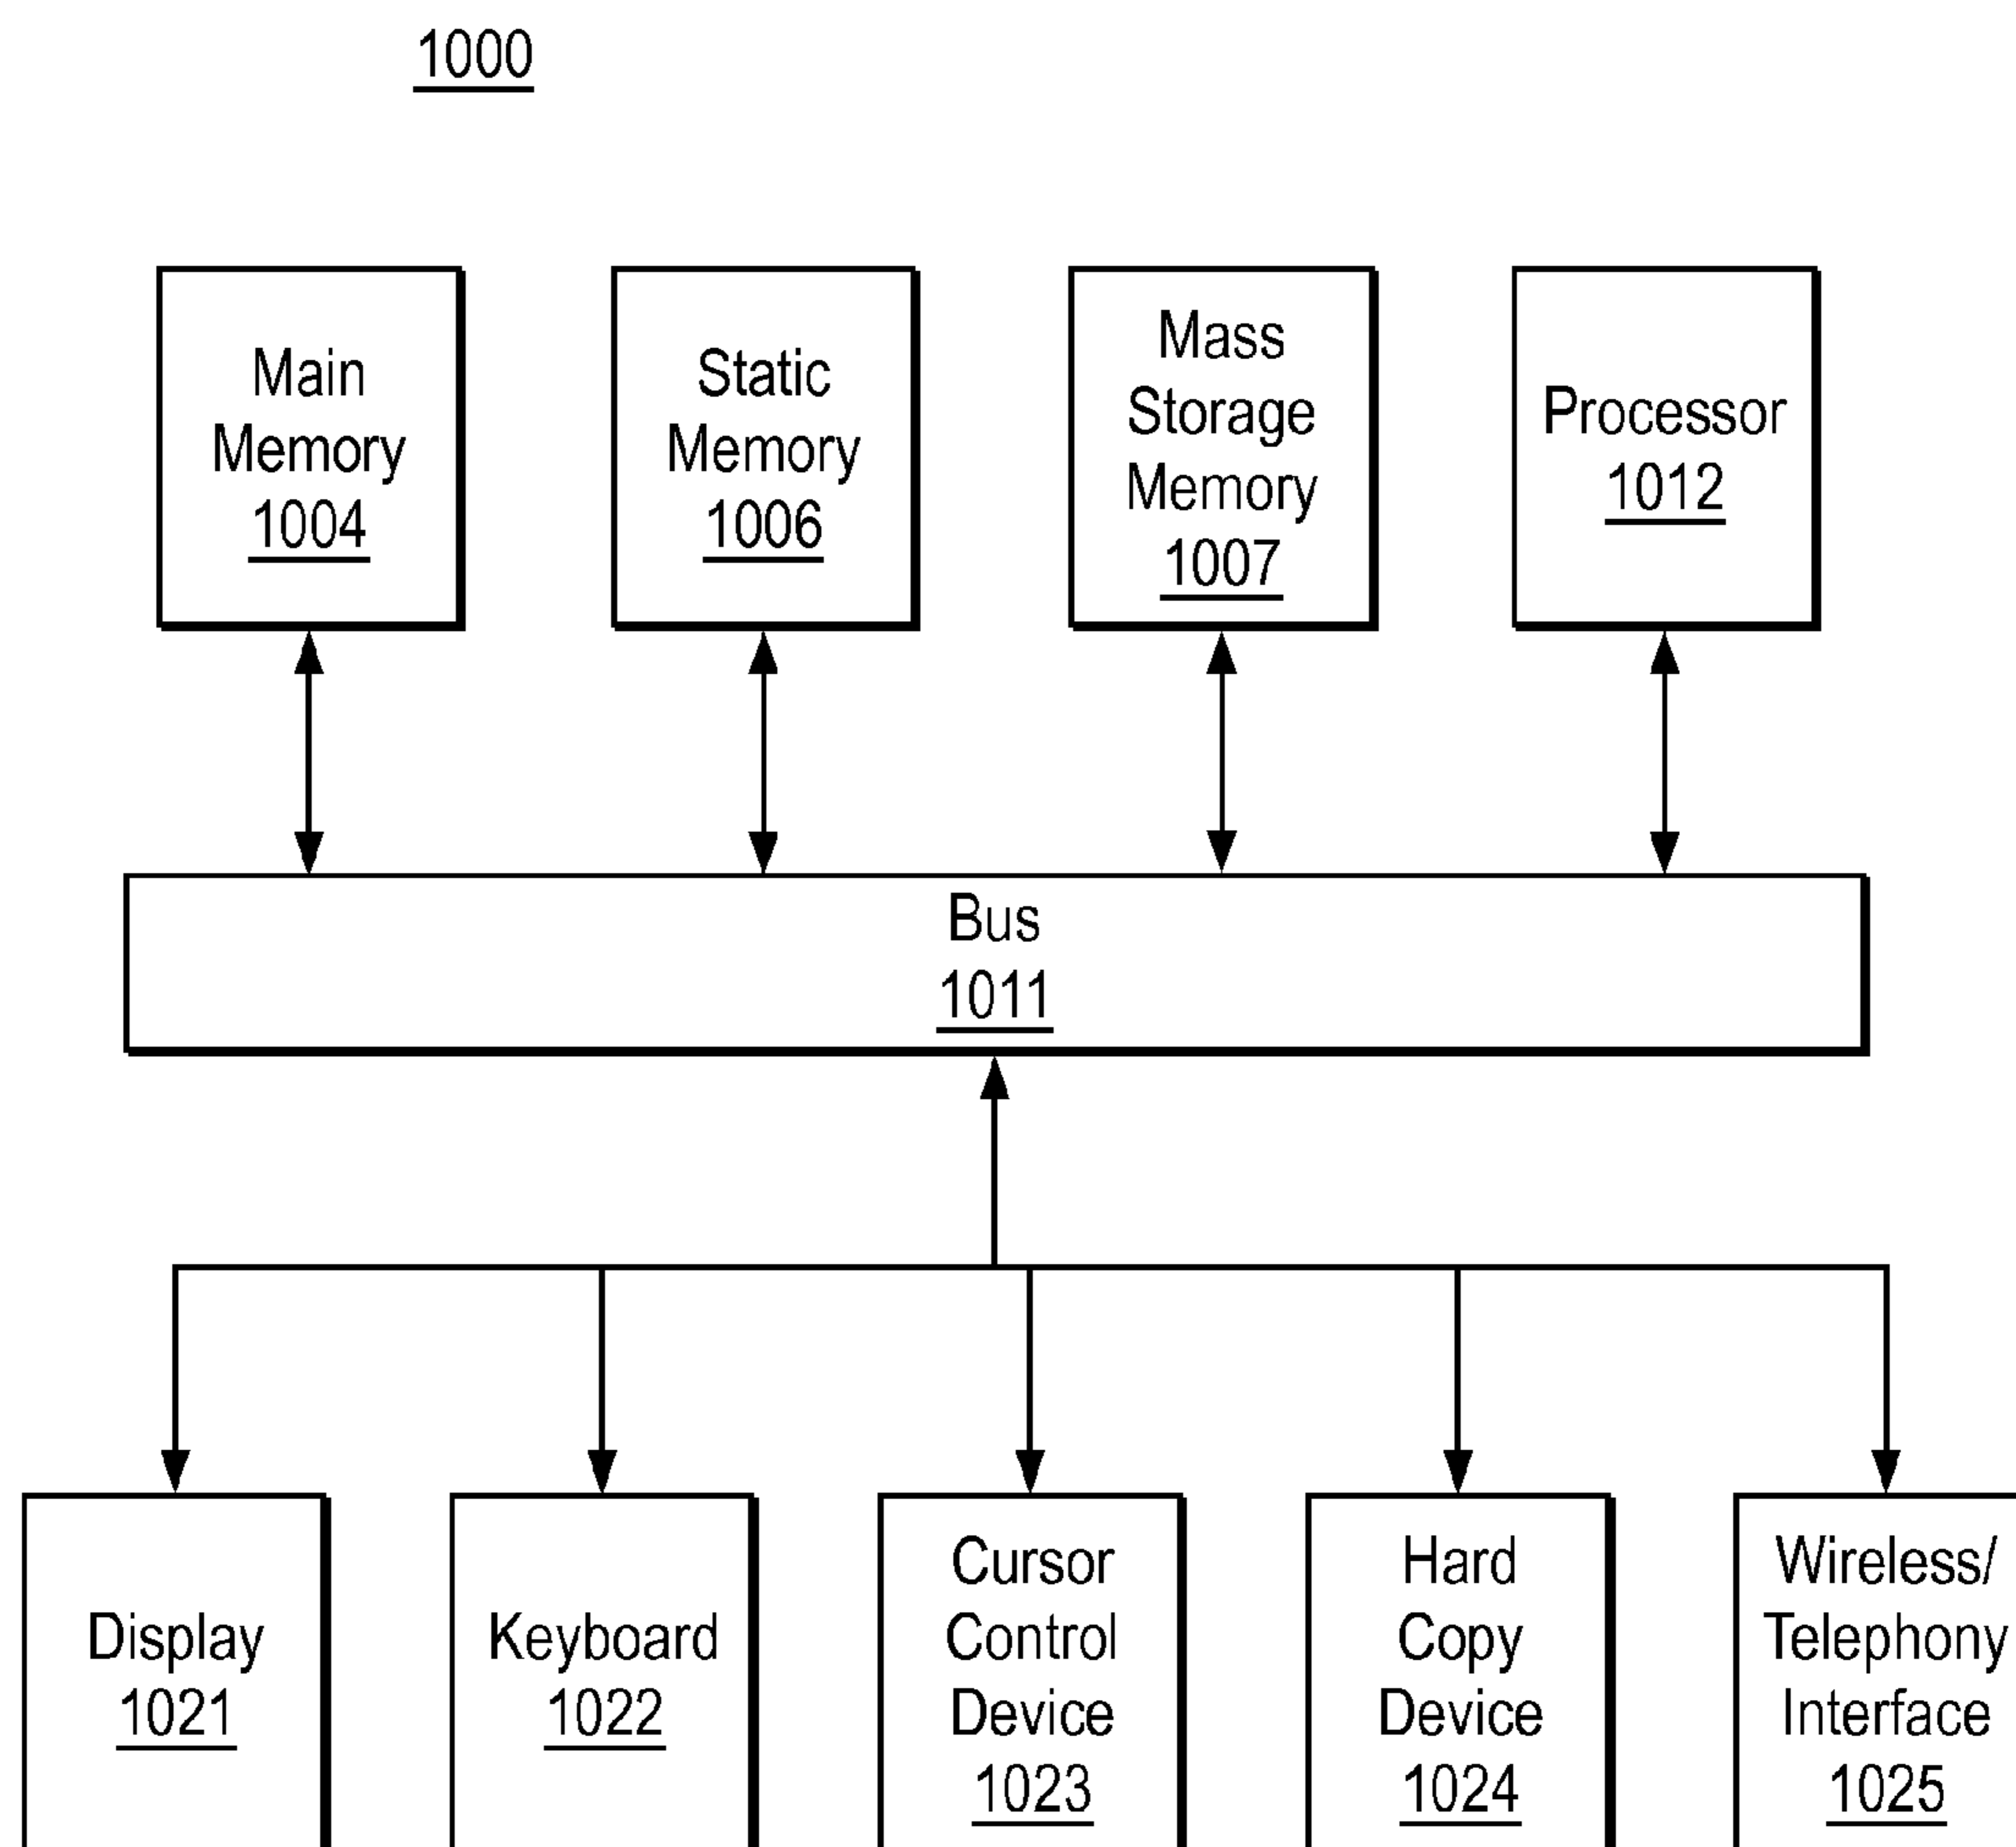 1000
Main
Memory
1004
Static
Memory
1006
Mass
Storage
Memory
1007
Processor
1012
Bus
1011
Display
1021
Keyboard
1022
Cursor
Control
Device
1023
Hard
Copy
Device
1024
Wireless/
Telephony
Interface
1025